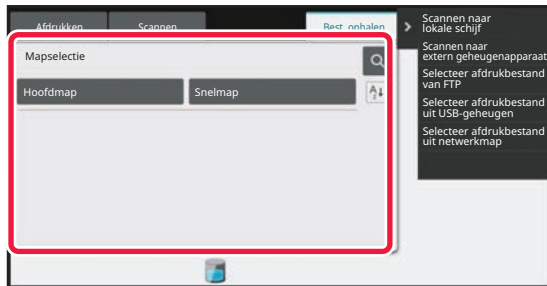 Afdrukken
Scannen
Best. ophalen
Mapselectie
Hoofdmap
Snelmap
Scannen naar
lokale schijf
Scannen naar
extern geheugenapparaat
Selecteer afdrukbestand
van FTP
Selecteer afdrukbestand
uit USB-geheugen
Selecteer afdrukbestand
uit netwerkmap